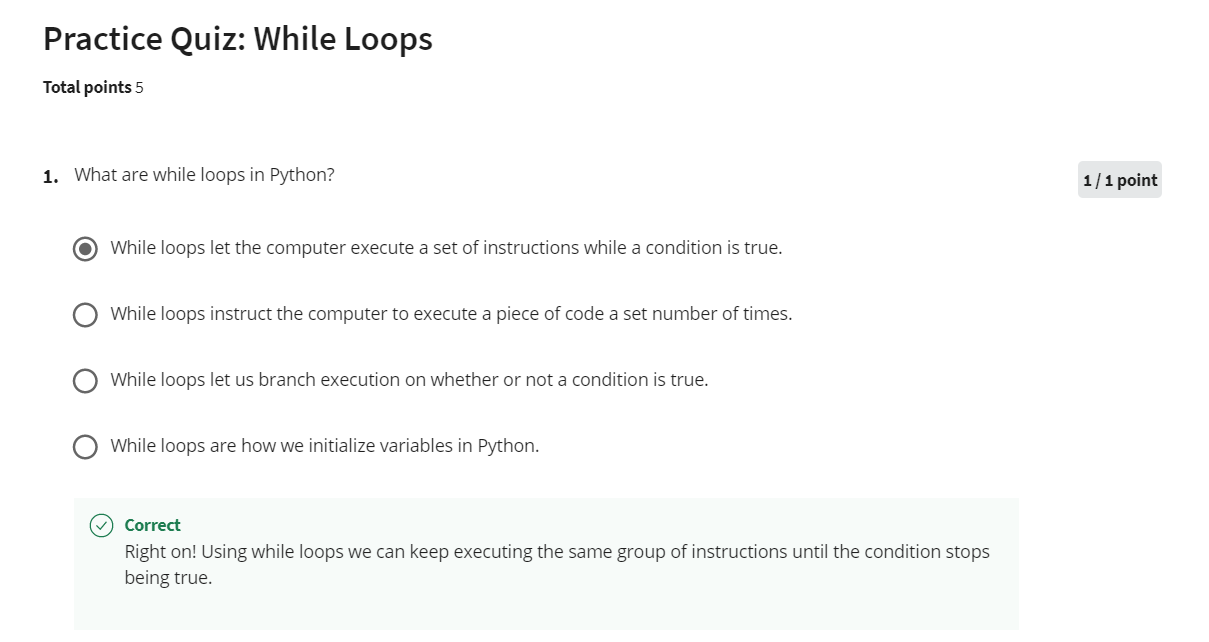 Practice Quiz: While Loops
Total points 5
1. What are while loops in Python?
1 / 1 point
While loops let the computer execute a set of instructions while a condition is true.
While loops instruct the computer to execute a piece of code a set number of times.
While loops let us branch execution on whether or not a condition is true.
While loops are how we initialize variables in Python.
Correct
Right on! Using while loops we can keep executing the same group of instructions until the condition stops
being true.